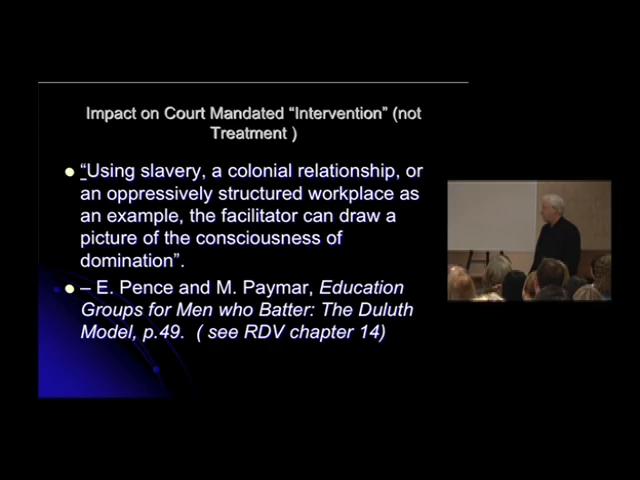 Impact on Court Mandated “Intervention” (not
Treatment )
“Using slavery, a colonial relationship, or
an oppressively structured workplace as
an example, the facilitator can draw a
picture of the consciousness of
domination”.
– E. Pence and M. Paymar, Education
Groups for Men who Batter: The Duluth
Model, p.49. ( see RDV chapter 14)